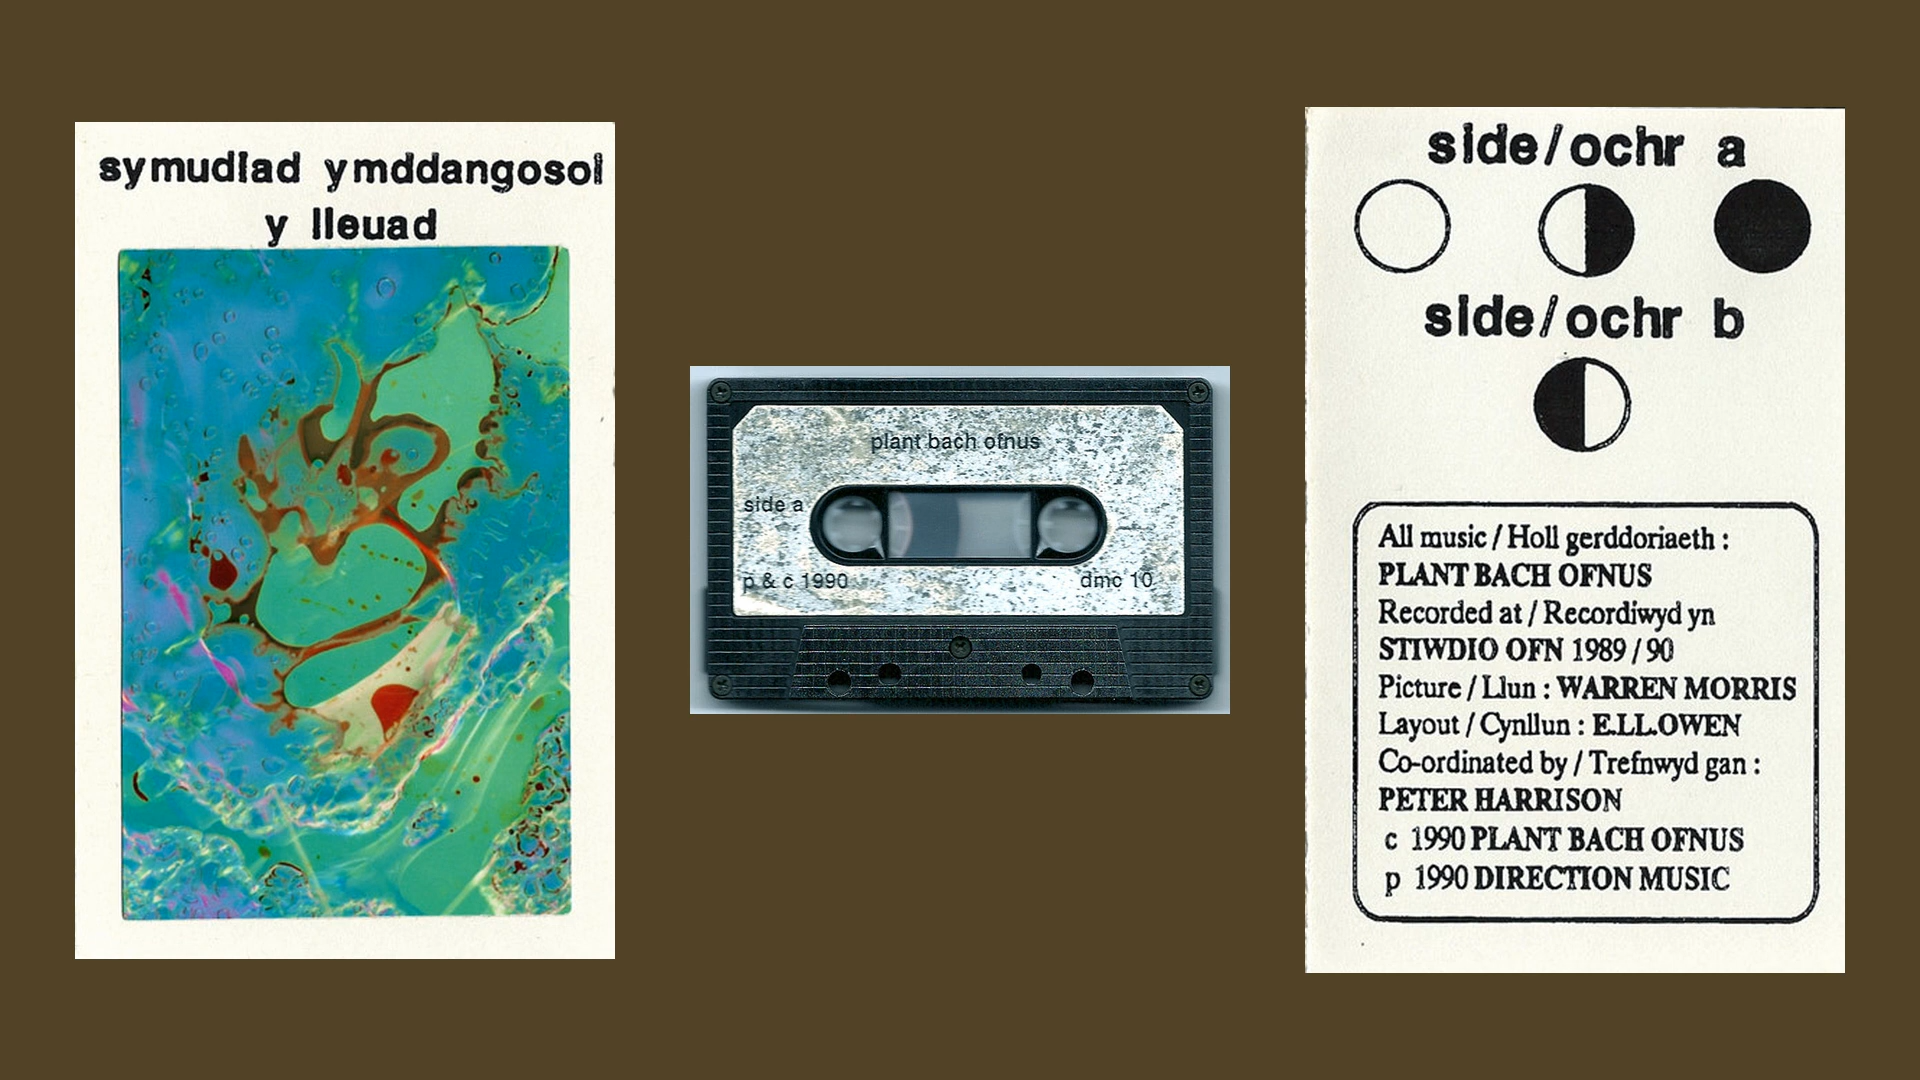 symudiad ymddangosol
y lleuad
plant bach ofnus
side a
p & c 1990
dmc 10
side/ochr a
side/ochr b
All music / Holl gerddoriaeth :
PLANT BACH OFNUS
Recorded at / Recordiwyd yn
STIWDIO OFN 1989 / 90
Picture / Llun : WARREN MORRIS
Layout / Cynllun : E.LL.OWEN
Co-ordinated by / Trefnwyd gan :
PETER HARRISON
c 1990 PLANT BACH OFNUS
p 1990 DIRECTION MUSIC